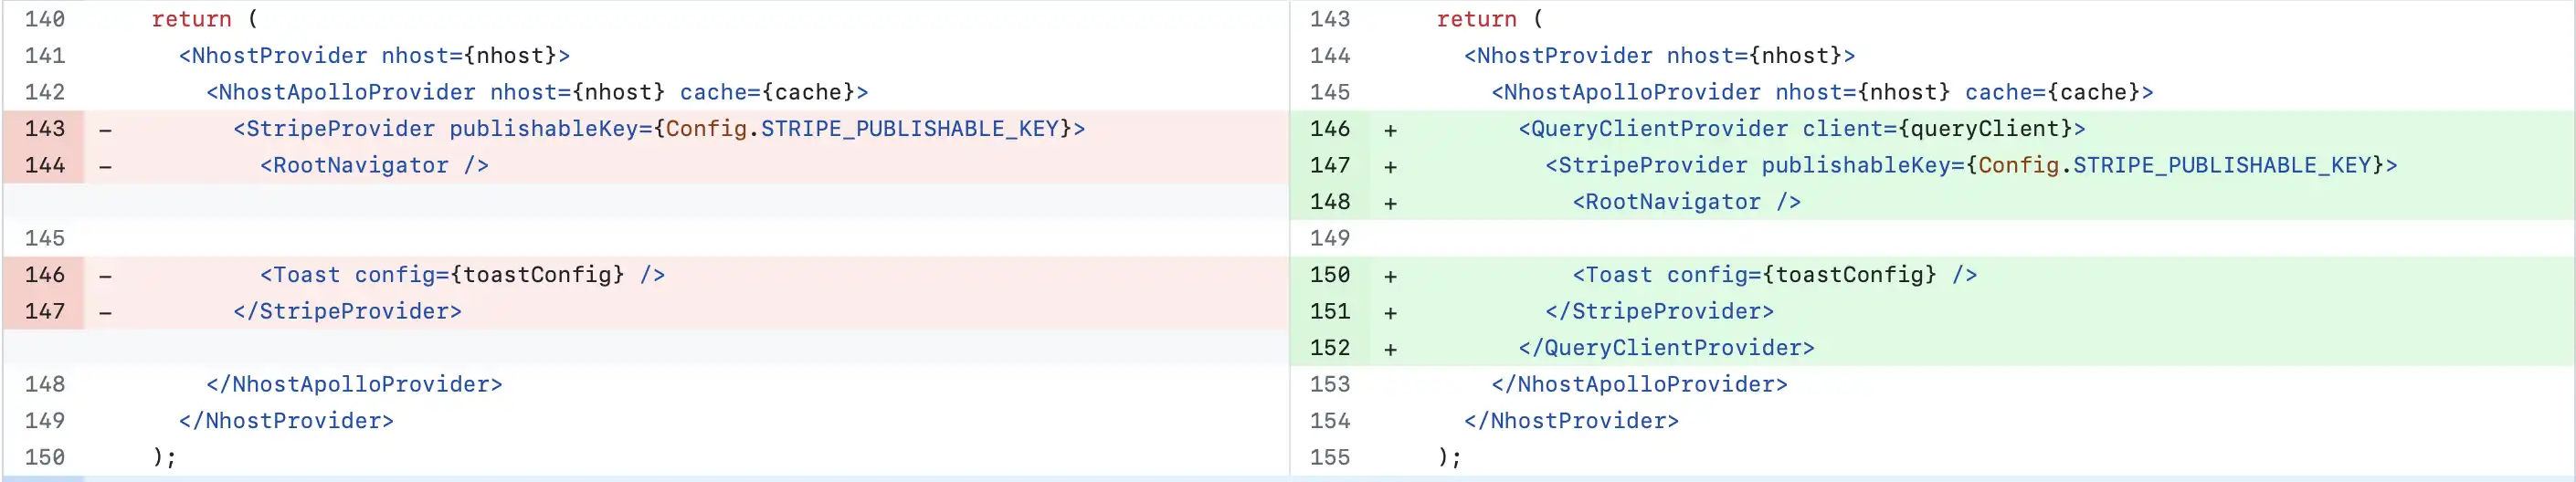 140 return (
141 <NhostProvider nhost={nhost}>
142 <NhostApolloProvider nhost={nhost} cache={cache}>
143 – <StripeProvider publishableKey={Config.STRIPE_PUBLISHABLE_KEY}>
144 – <RootNavigator />
145
146 – <Toast config={toastConfig} />
147 – </StripeProvider>
148 </NhostApolloProvider>
149 </NhostProvider>
150 );
143 return (
144 <NhostProvider nhost={nhost}>
145 <NhostApolloProvider nhost={nhost} cache={cache}>
146 + <QueryClientProvider client={queryClient}>
147 + <StripeProvider publishableKey={Config.STRIPE_PUBLISHABLE_KEY}>
148 + <RootNavigator />
149
150 + <Toast config={toastConfig} />
151 + </StripeProvider>
152 + </QueryClientProvider>
153 </NhostApolloProvider>
154 </NhostProvider>
155 );